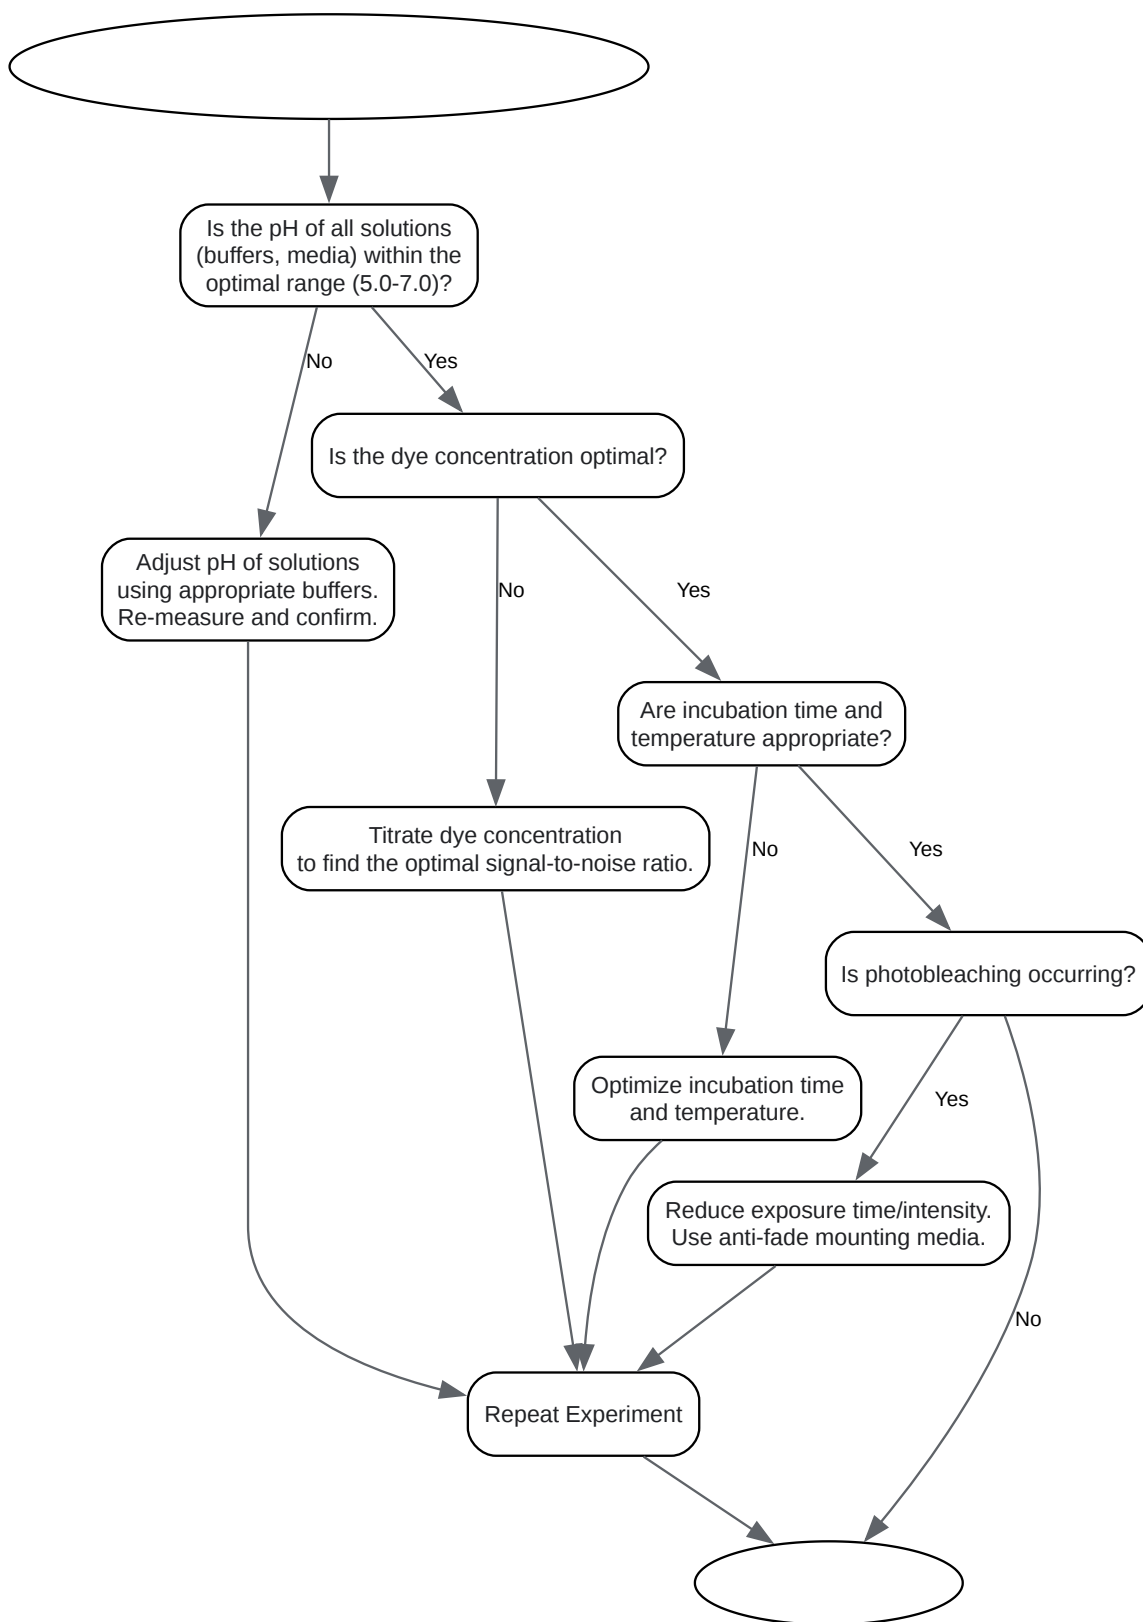 Is the pH of all solutions
(buffers, media) within the
optimal range (5.0-7.0)?
No
Yes
Is the dye concentration optimal?
Adjust pH of solutions
using appropriate buffers.
Re-measure and confirm.
No
Yes
Are incubation time and
temperature appropriate?
Titrate dye concentration
to find the optimal signal-to-noise ratio.
No
Yes
Is photobleaching occurring?
Optimize incubation time
and temperature.
Yes
Reduce exposure time/intensity.
Use anti-fade mounting media.
No
Repeat Experiment